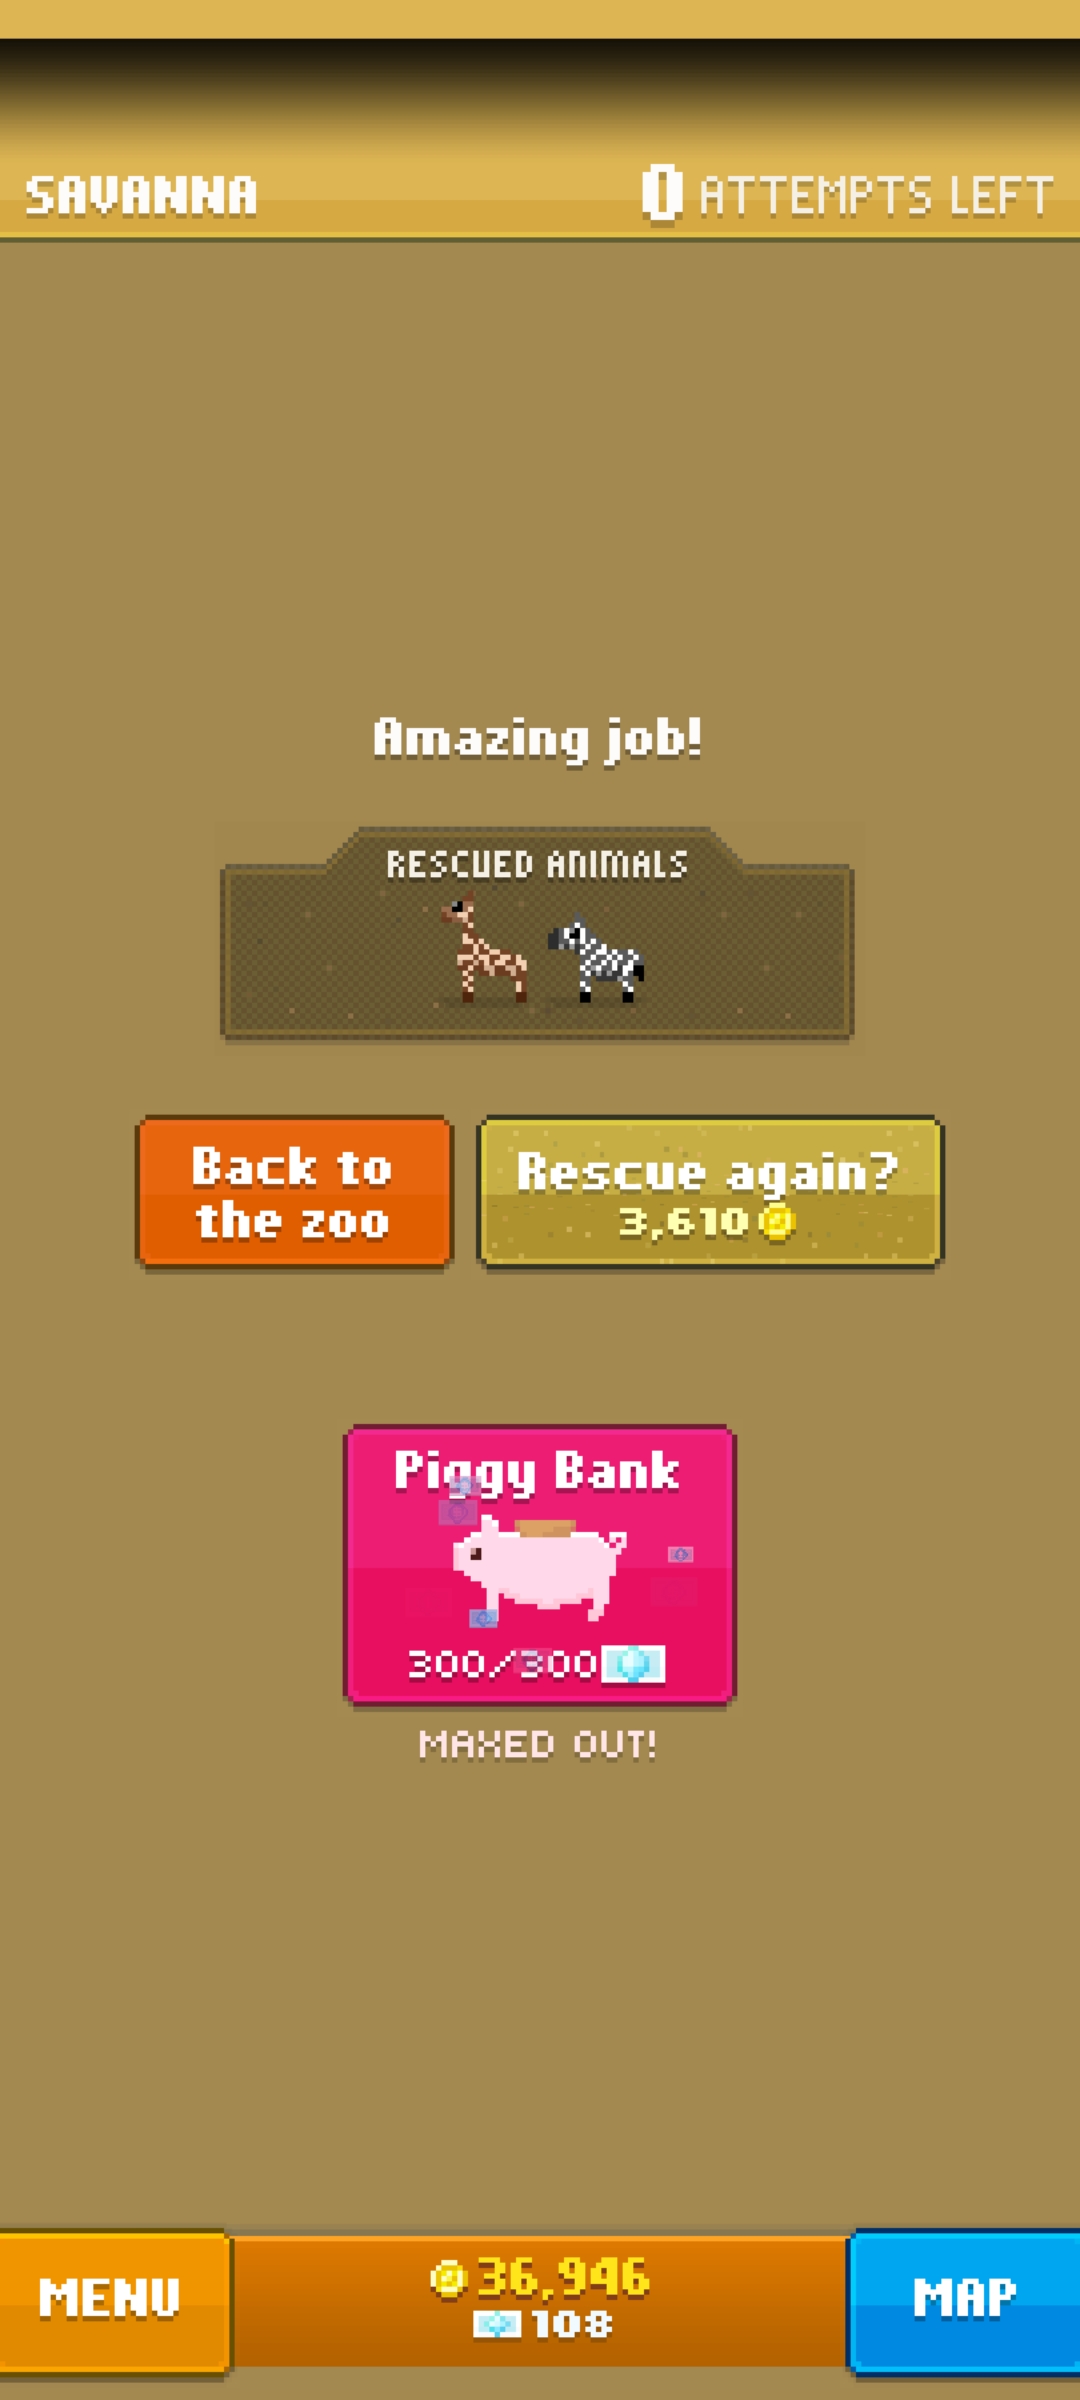 SAVANNA
0 ATTEMPTS LEFT
Amazing job!
RESCUED ANIMALS
Back to
the zoo
Rescue again?
3,610
Piggy Bank
300/300
MAXED OUT!
MENU
36,946
108
MAP